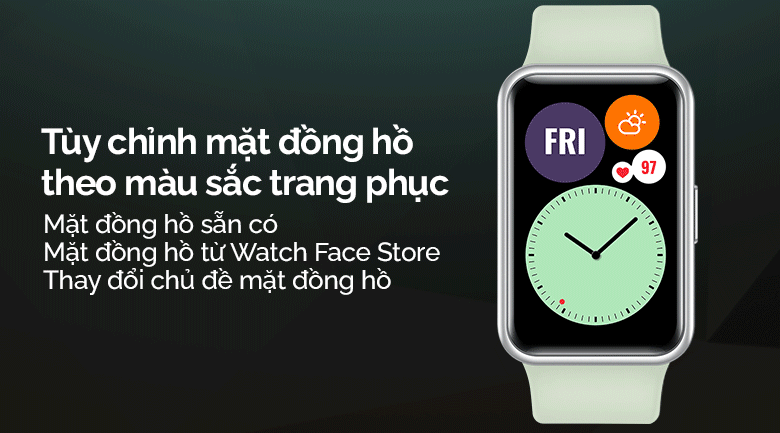 Tùy chỉnh mặt đồng hồ
theo màu sắc trang phục
Mặt đồng hồ sẵn có
Mặt đồng hồ từ Watch Face Store
Thay đổi chủ đề mặt đồng hồ
FRI
97